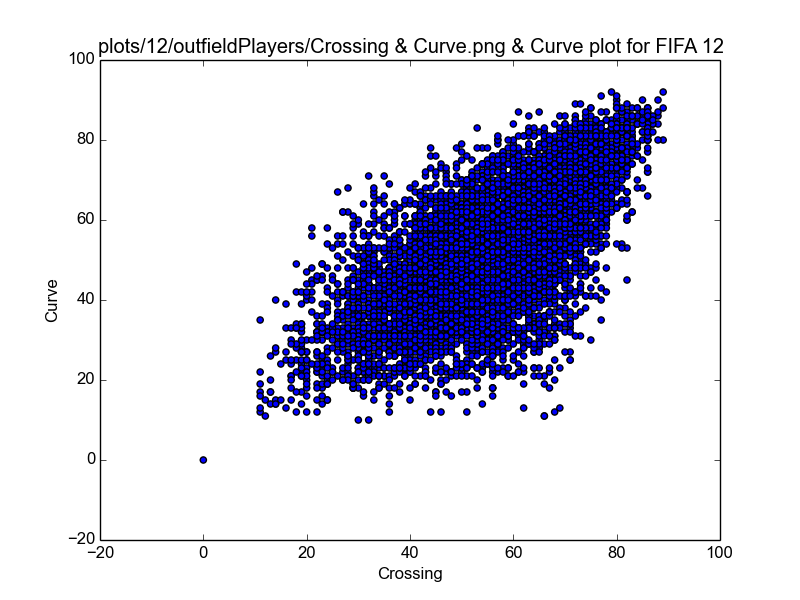 plots/12/outfieldPlayers/Crossing & Curve.png & Curve plot for FIFA 12
100
80
60
40
20
0
−20
Curve
−20 0 20 40 60 80 100
Crossing